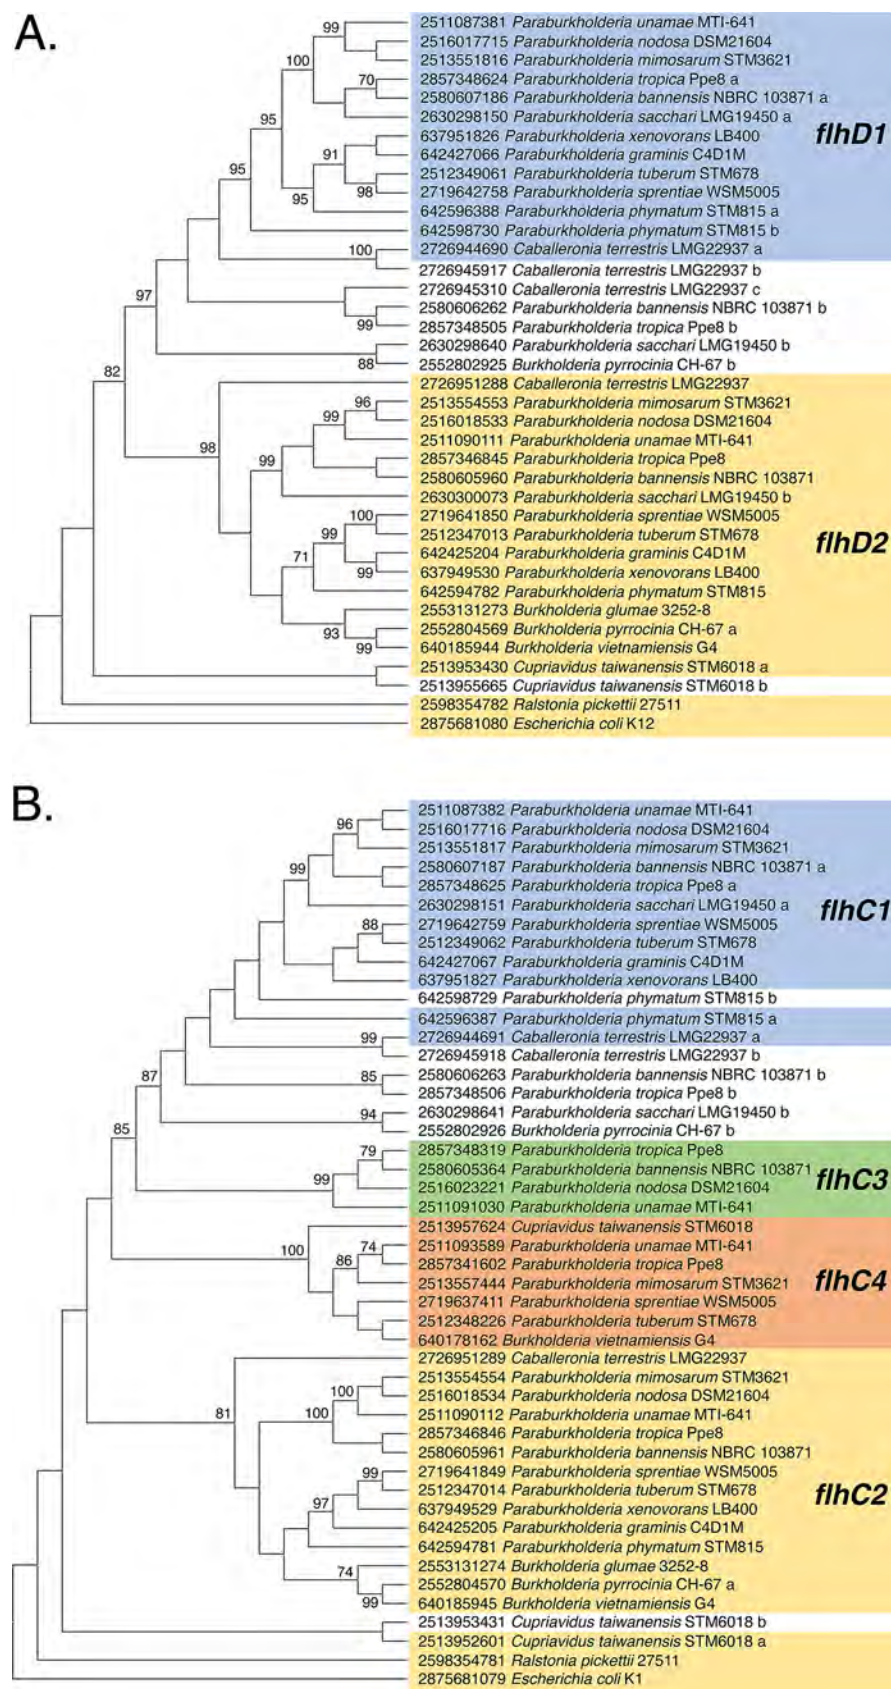 A.
99
2511087381 Paraburkholderia unamae MTI-641
2516017715 Paraburkholderia nodosa DSM21604
100
2513551816 Paraburkholderia mimosarum STM3621
70
2857348624 Paraburkholderia tropica Ppe8 a
2580607186 Paraburkholderia bannensis NBRC 103871 a
95
2630298150 Paraburkholderia sacchari LMG19450 a
flhD1
637951826 Paraburkholderia xenovorans LB400
91
642427066 Paraburkholderia graminis C4D1M
95
2512349061 Paraburkholderia tuberum STM678
98
2719642758 Paraburkholderia sprentiae WSM5005
95
642596388 Paraburkholderia phymatum STM815 a
642598730 Paraburkholderia phymatum STM815 b
100
2726944690 Caballeronia terrestris LMG22937 a
2726945917 Caballeronia terrestris LMG22937 b
2726945310 Caballeronia terrestris LMG22937 c
97
2580606262 Paraburkholderia bannensis NBRC 103871 b
99
2857348505 Paraburkholderia tropica Ppe8 b
2630298640 Paraburkholderia sacchari LMG19450 b
88
2552802925 Burkholderia pyrrocinia CH-67 b
82
2726951288 Caballeronia terrestris LMG22937
96
2513554553 Paraburkholderia mimosarum STM3621
99
2516018533 Paraburkholderia nodosa DSM21604
98
2511090111 Paraburkholderia unamae MTI-641
99
2857346845 Paraburkholderia tropica Ppe8
2580605960 Paraburkholderia bannensis NBRC 103871
2630300073 Paraburkholderia sacchari LMG19450 b
100
2719641850 Paraburkholderia sprentiae WSM5005
99
2512347013 Paraburkholderia tuberum STM678
flhD2
71
642425204 Paraburkholderia graminis C4D1M
99
637949530 Paraburkholderia xenovorans LB400
642594782 Paraburkholderia phymatum STM815
2553131273 Burkholderia glumae 3252-8
93
2552804569 Burkholderia pyrrocinia CH-67 a
99
640185944 Burkholderia vietnamiensis G4
2513953430 Cupriavidus taiwanensis STM6018 a
2513955665 Cupriavidus taiwanensis STM6018 b
2598354782 Ralstonia pickettii 27511
2875681080 Escherichia coli K12
B.
2511087382 Paraburkholderia unamae MTI-641
96
2516017716 Paraburkholderia nodosa DSM21604
2513551817 Paraburkholderia mimosarum STM3621
99
2580607187 Paraburkholderia bannensis NBRC 103871 a
2857348625 Paraburkholderia tropica Ppe8 a
2630298151 Paraburkholderia sacchari LMG19450 a
flhC1
88
2719642759 Paraburkholderia sprentiae WSM5005
2512349062 Paraburkholderia tuberum STM678
642427067 Paraburkholderia graminis C4D1M
637951827 Paraburkholderia xenovorans LB400
642598729 Paraburkholderia phymatum STM815 b
642596387 Paraburkholderia phymatum STM815 a
99
2726944691 Caballeronia terrestris LMG22937 a
2726945918 Caballeronia terrestris LMG22937 b
87
85
2580606263 Paraburkholderia bannensis NBRC 103871 b
2857348506 Paraburkholderia tropica Ppe8 b
94
2630298641 Paraburkholderia sacchari LMG19450 b
85
2552802926 Burkholderia pyrrocinia CH-67 b
79
2857348319 Paraburkholderia tropica Ppe8
2580605364 Paraburkholderia bannensis NBRC 103871
99
2516023221 Paraburkholderia nodosa DSM21604
flhC3
2511091030 Paraburkholderia unamae MTI-641
2513957624 Cupriavidus taiwanensis STM6018
100
74
2511093589 Paraburkholderia unamae MTI-641
86
2857341602 Paraburkholderia tropica Ppe8
2513557444 Paraburkholderia mimosarum STM3621
flhC4
2719637411 Paraburkholderia sprentiae WSM5005
2512348226 Paraburkholderia tuberum STM678
640178162 Burkholderia vietnamiensis G4
2726951289 Caballeronia terrestris LMG22937
2513554554 Paraburkholderia mimosarum STM3621
100
2516018534 Paraburkholderia nodosa DSM21604
81
100
2511090112 Paraburkholderia unamae MTI-641
2857346846 Paraburkholderia tropica Ppe8
2580605961 Paraburkholderia bannensis NBRC 103871
99
2719641849 Paraburkholderia sprentiae WSM5005
2512347014 Paraburkholderia tuberum STM678
flhC2
97
637949529 Paraburkholderia xenovorans LB400
642425205 Paraburkholderia graminis C4D1M
642594781 Paraburkholderia phymatum STM815
74
2553131274 Burkholderia glumae 3252-8
2552804570 Burkholderia pyrrocinia CH-67 a
99
640185945 Burkholderia vietnamiensis G4
2513953431 Cupriavidus taiwanensis STM6018 b
2513952601 Cupriavidus taiwanensis STM6018 a
2598354781 Ralstonia pickettii 27511
2875681079 Escherichia coli K1